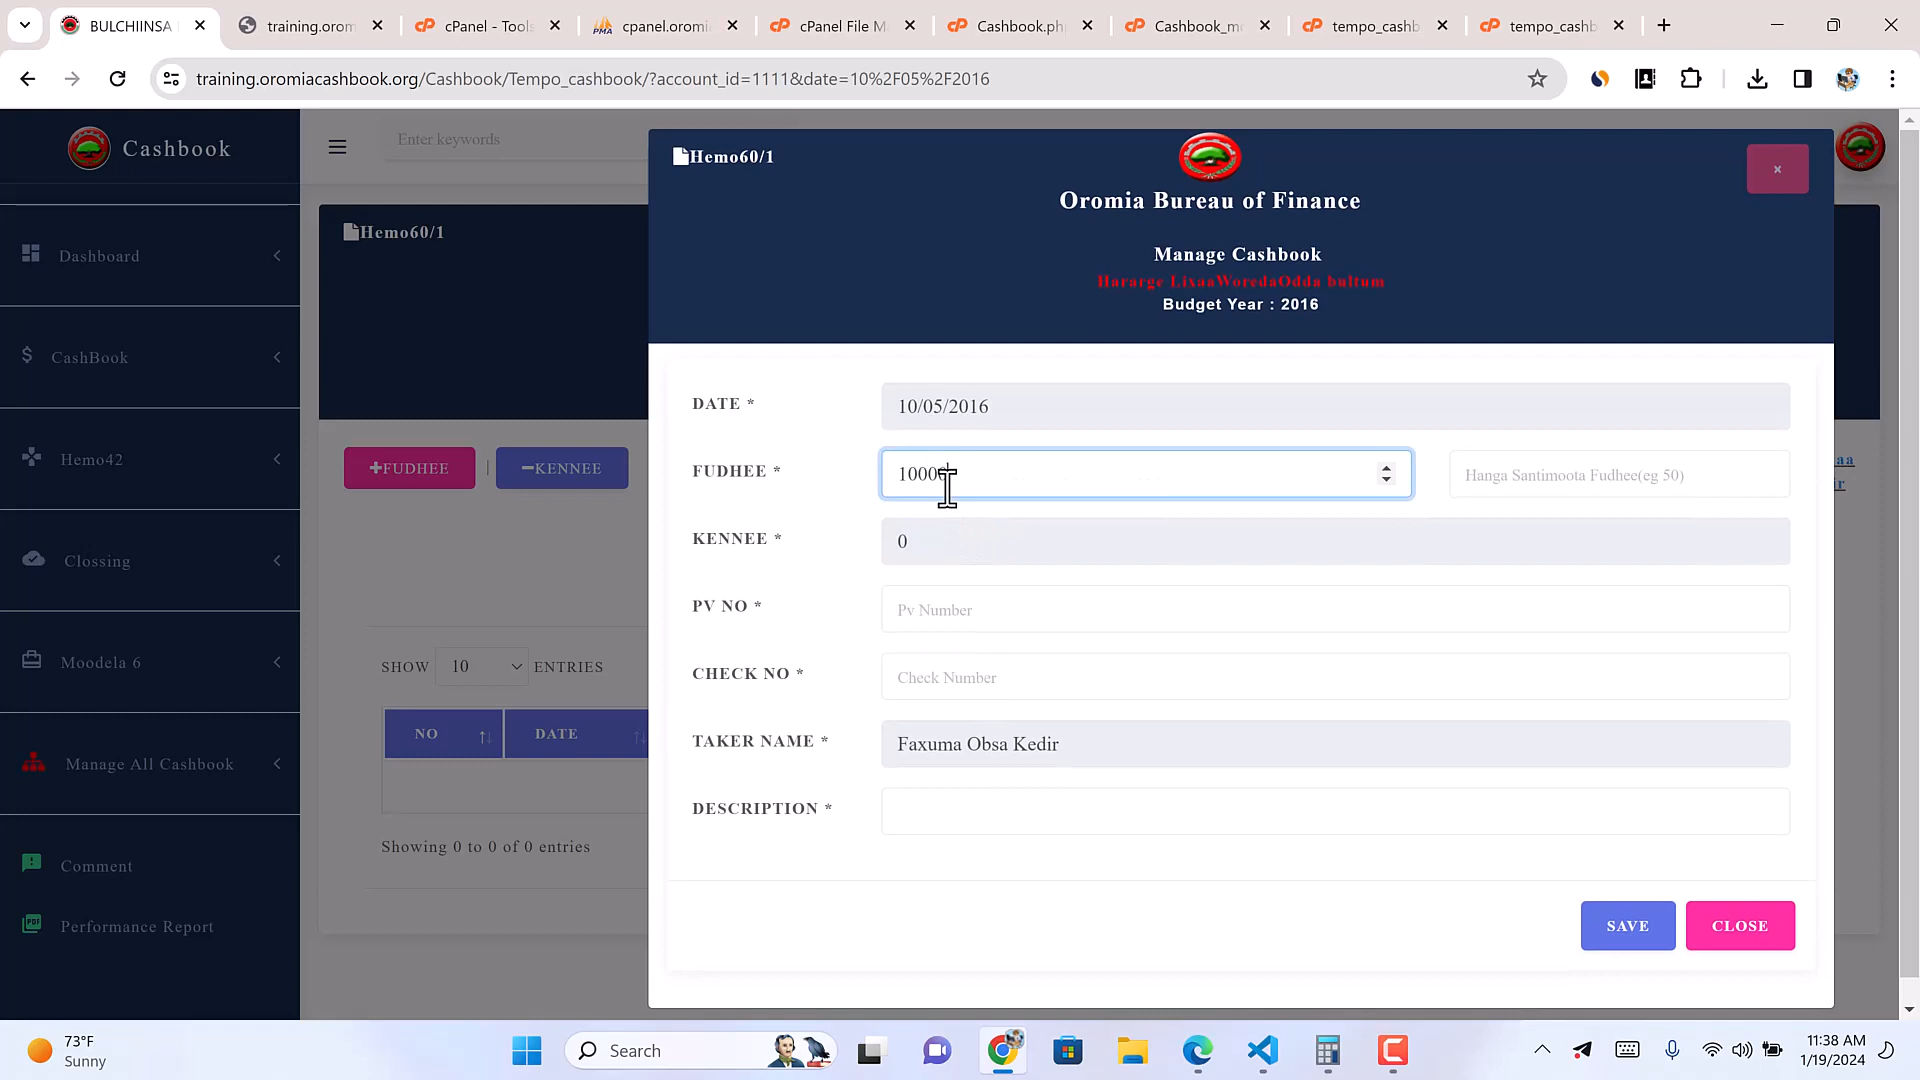 BULCHIINSA
training.orom
cPanel - Tools
cpanel.oromi
cPanel File M
Cashbook.ph
Cashbook_m
tempo_cashb
tempo_cashb
training.oromiacashbook.org/Cashbook/Tempo_cashbook/?account_id=1111&date=10%2F05%2F2016
Cashbook
Enter keywords
Hemo60/1
Oromia Bureau of Finance
Manage Cashbook
Hararge LixaaWoredaOdda bultum
Budget Year : 2016
×
Hemo60/1
Dashboard
CashBook
Hemo42
Clossing
Moodela 6
Manage All Cashbook
Comment
Performance Report
+FUDHEE | −KENNEE
SHOW 10 ENTRIES
NO DATE
Showing 0 to 0 of 0 entries
DATE * 10/05/2016
FUDHEE * Hanga Santimoota Fudhee(eg 50)
KENNEE * 0
PV NO * Pv Number
CHECK NO * Check Number
TAKER NAME * Faxuma Obsa Kedir
DESCRIPTION *
SAVE CLOSE
73°F
Sunny
Search
11:38 AM
1/19/2024